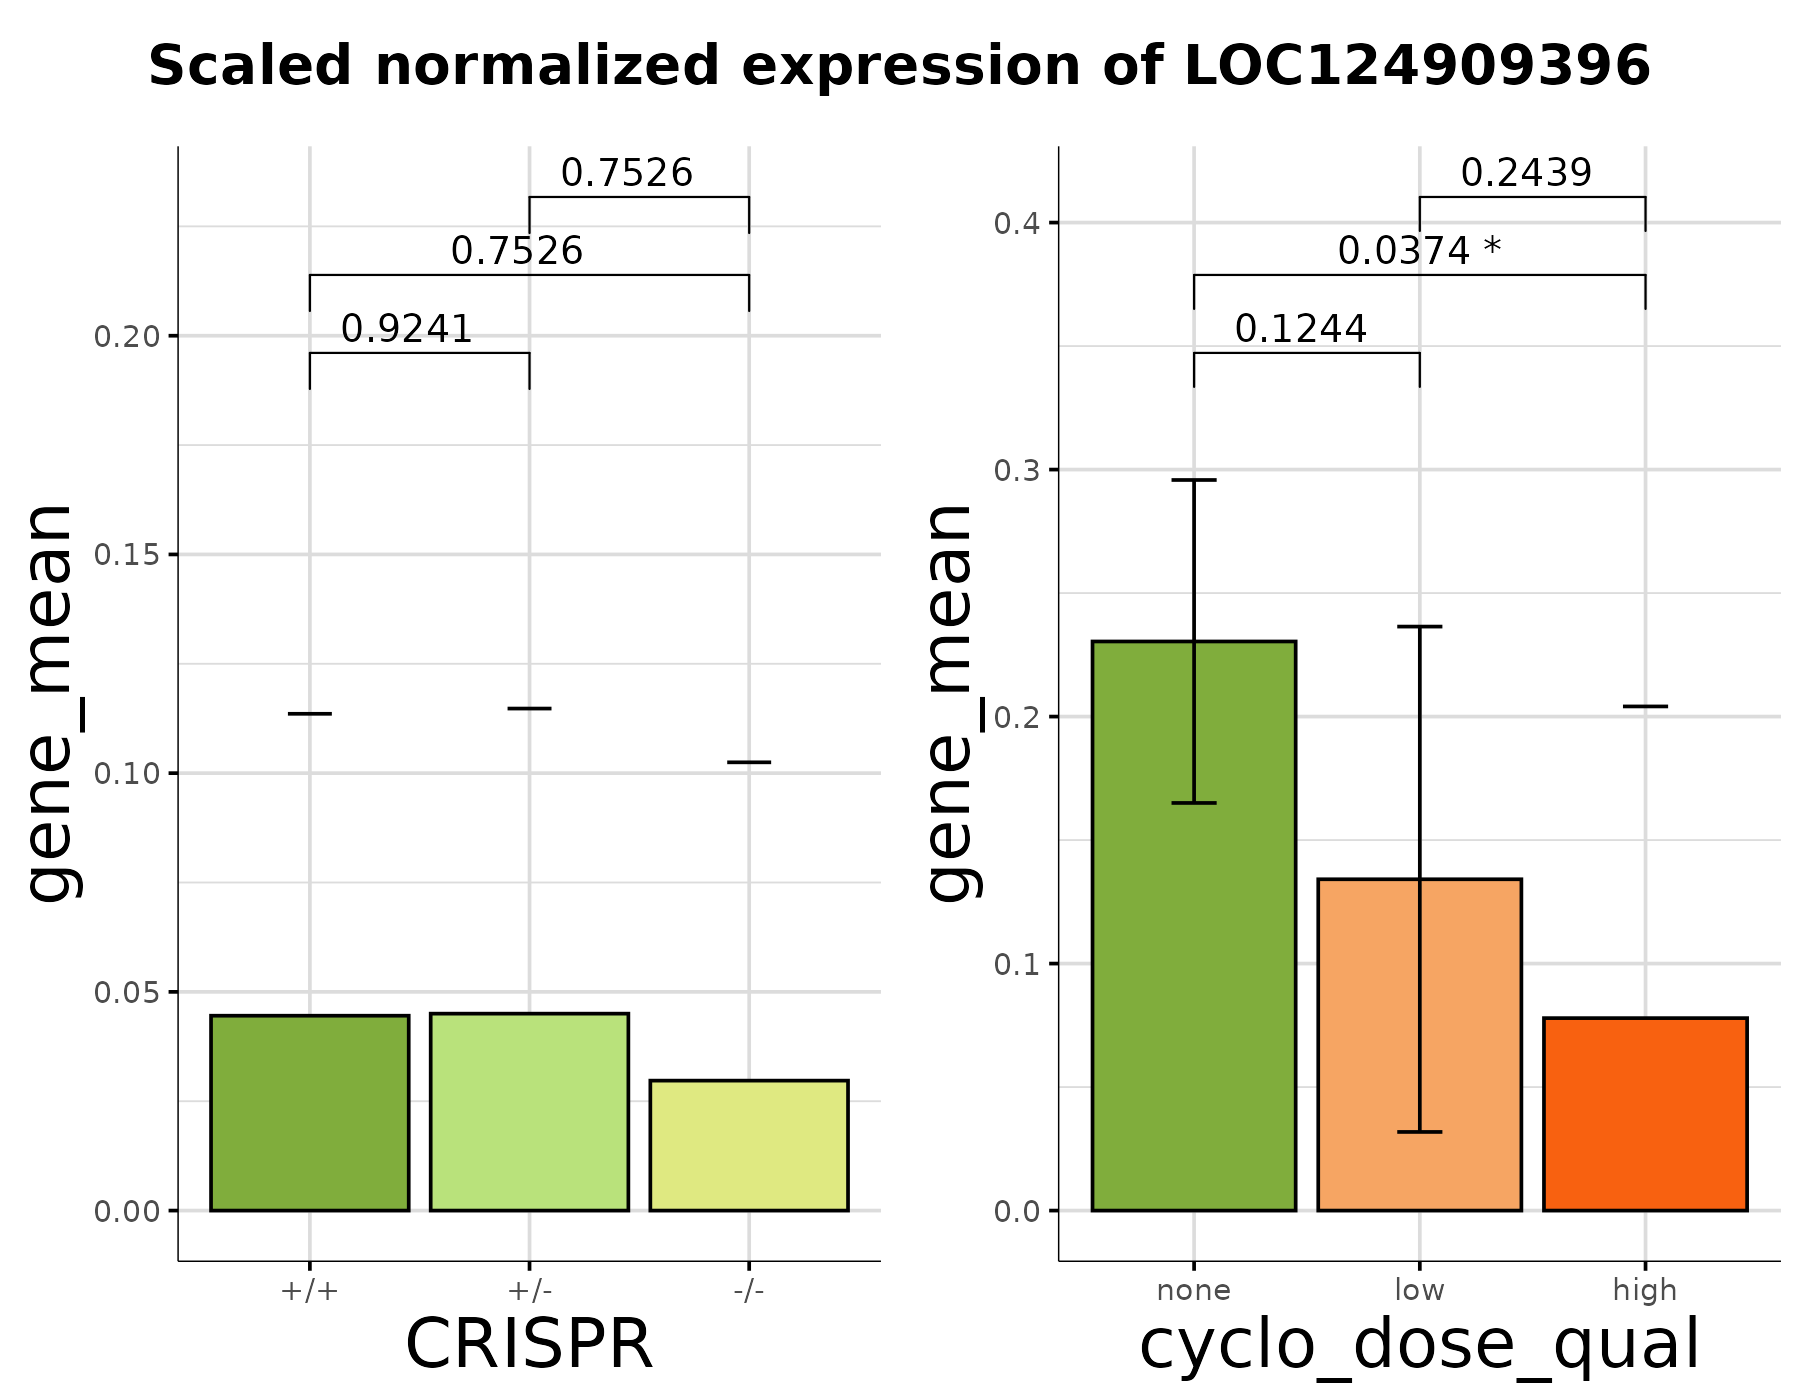 Scaled normalized expression of LOC124909396
gene_mean
0.20
0.15
0.10
0.05
0.00
0.7526
0.7526
0.9241
+/+ +/- -/-
CRISPR
gene_mean
0.4
0.3
0.2
0.1
0.0
0.2439
0.0374 *
0.1244
none low high
cyclo_dose_qual